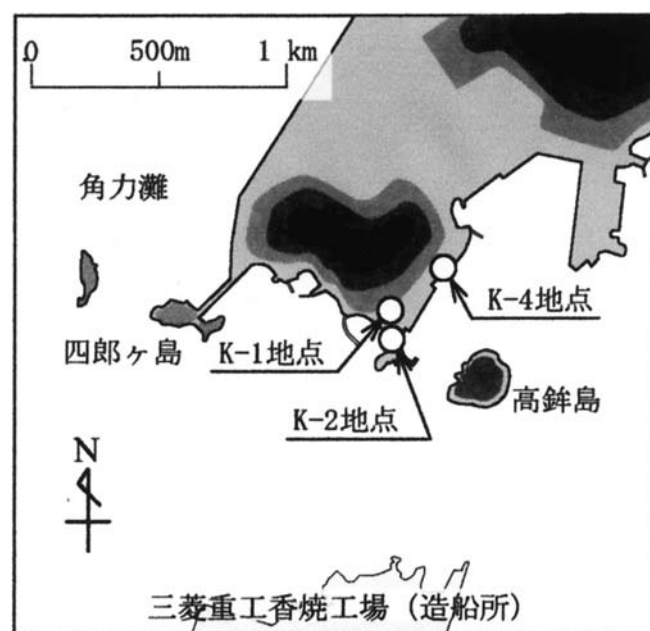 0 500m 1 km
角力灘
K-4地点
四郎ヶ島
K-1地点
高鉾島
K-2地点
N
三菱重工香焼工場（造船所）